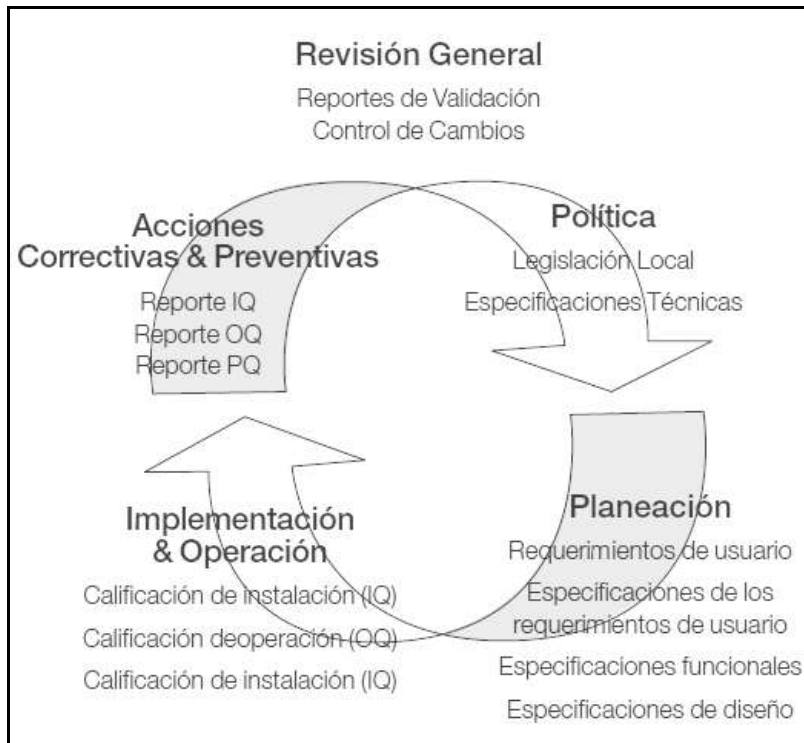 Revisión General
Reportes de Validación
Control de Cambios
Acciones
Correctivas & Preventivas
Reporte IQ
Reporte OQ
Reporte PQ
Política
Legislación Local
Especificaciones Técnicas
Implementación
& Operación
Calificación de instalación (IQ)
Calificación deoperación (OQ)
Calificación de instalación (IQ)
Planeación
Requerimientos de usuario
Especificaciones de los
requerimientos de usuario
Especificaciones funcionales
Especificaciones de diseño